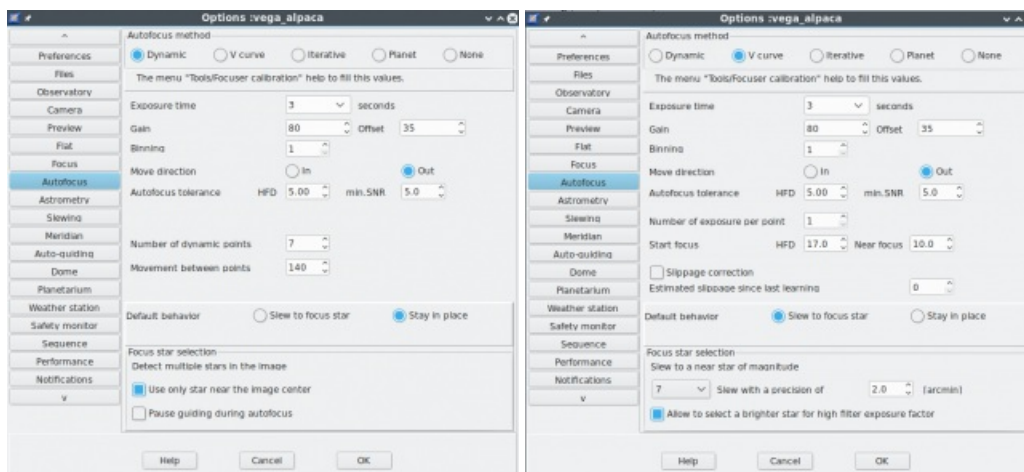 Options :vega_alpaca
Preferences
Files
Observatory
Camera
Preview
Flat
Focus
Autofocus
Astrometry
Slewing
Meridian
Auto-guiding
Dome
Planetarium
Weather station
Safety monitor
Sequence
Performance
Notifications
Autofocus method
Dynamic V curve Iterative Planet None
The menu "Tools/Focuser calibration" help to fill this values.
Exposure time 3 seconds
Gain 80 Offset 35
Binning 1
Move direction In Out
Autofocus tolerance HFD 5.00 min.SNR 5.0
Number of dynamic points 7
Movement between points 140
Default behavior Slew to focus star Stay in place
Focus star selection
Detect multiple stars in the image
Use only star near the image center
Pause guiding during autofocus
Help Cancel OK
Options :vega_alpaca
Preferences
Files
Observatory
Camera
Preview
Flat
Focus
Autofocus
Astrometry
Slewing
Meridian
Auto-guiding
Dome
Planetarium
Weather station
Safety monitor
Sequence
Performance
Notifications
Autofocus method
Dynamic V curve Iterative Planet None
The menu "Tools/Focuser calibration" help to fill this values.
Exposure time 3 seconds
Gain 80 Offset 35
Binning 1
Move direction In Out
Autofocus tolerance HFD 5.00 min.SNR 5.0
Number of exposure per point 1
Start focus HFD 17.0 Near focus 10.0
Slippage correction
Estimated slippage since last learning 0
Default behavior Slew to focus star Stay in place
Focus star selection
Slew to a near star of magnitude
7 Slew with a precision of 2.0 (arcmin)
Allow to select a brighter star for high filter exposure factor
Help Cancel OK